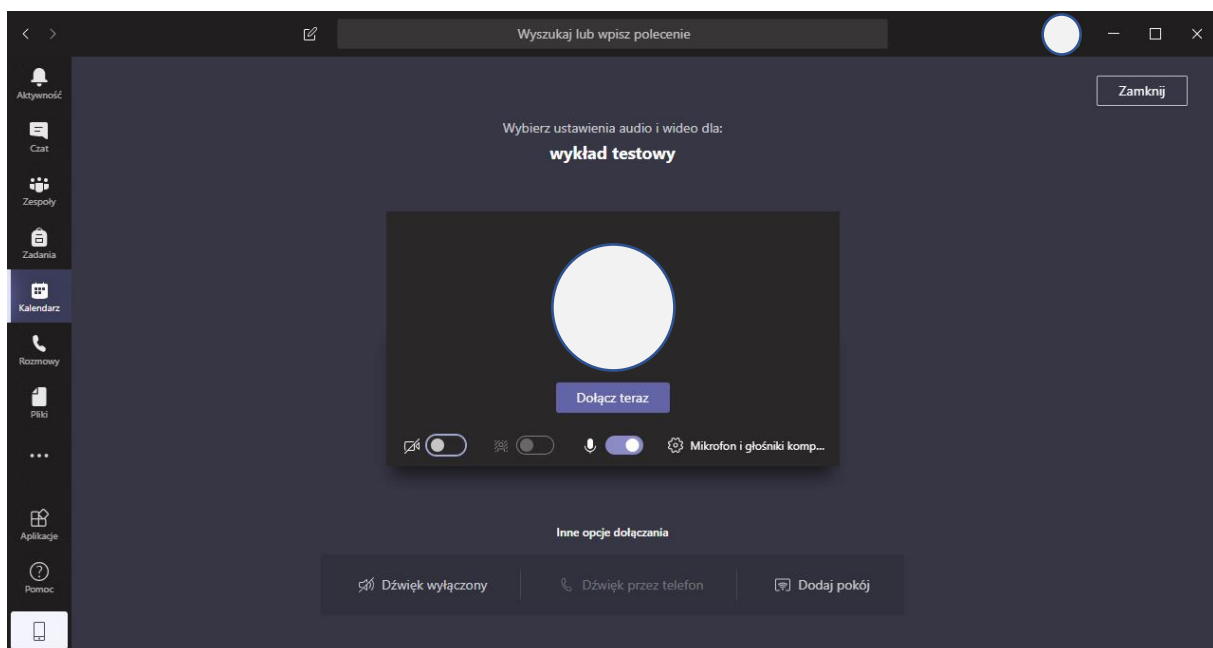 Wyszukaj lub wpisz polecenie
Aktywność
Czat
Zespoły
Zadania
Kalendarz
Rozmowy
Pliki
Aplikacje
Pomoc
Zamknij
Wybierz ustawienia audio i wideo dla:
wykład testowy
Dołącz teraz
Mikrofon i głośniki komp...
Inne opcje dołączania
Dźwięk wyłączony
Dźwięk przez telefon
Dodaj pokój